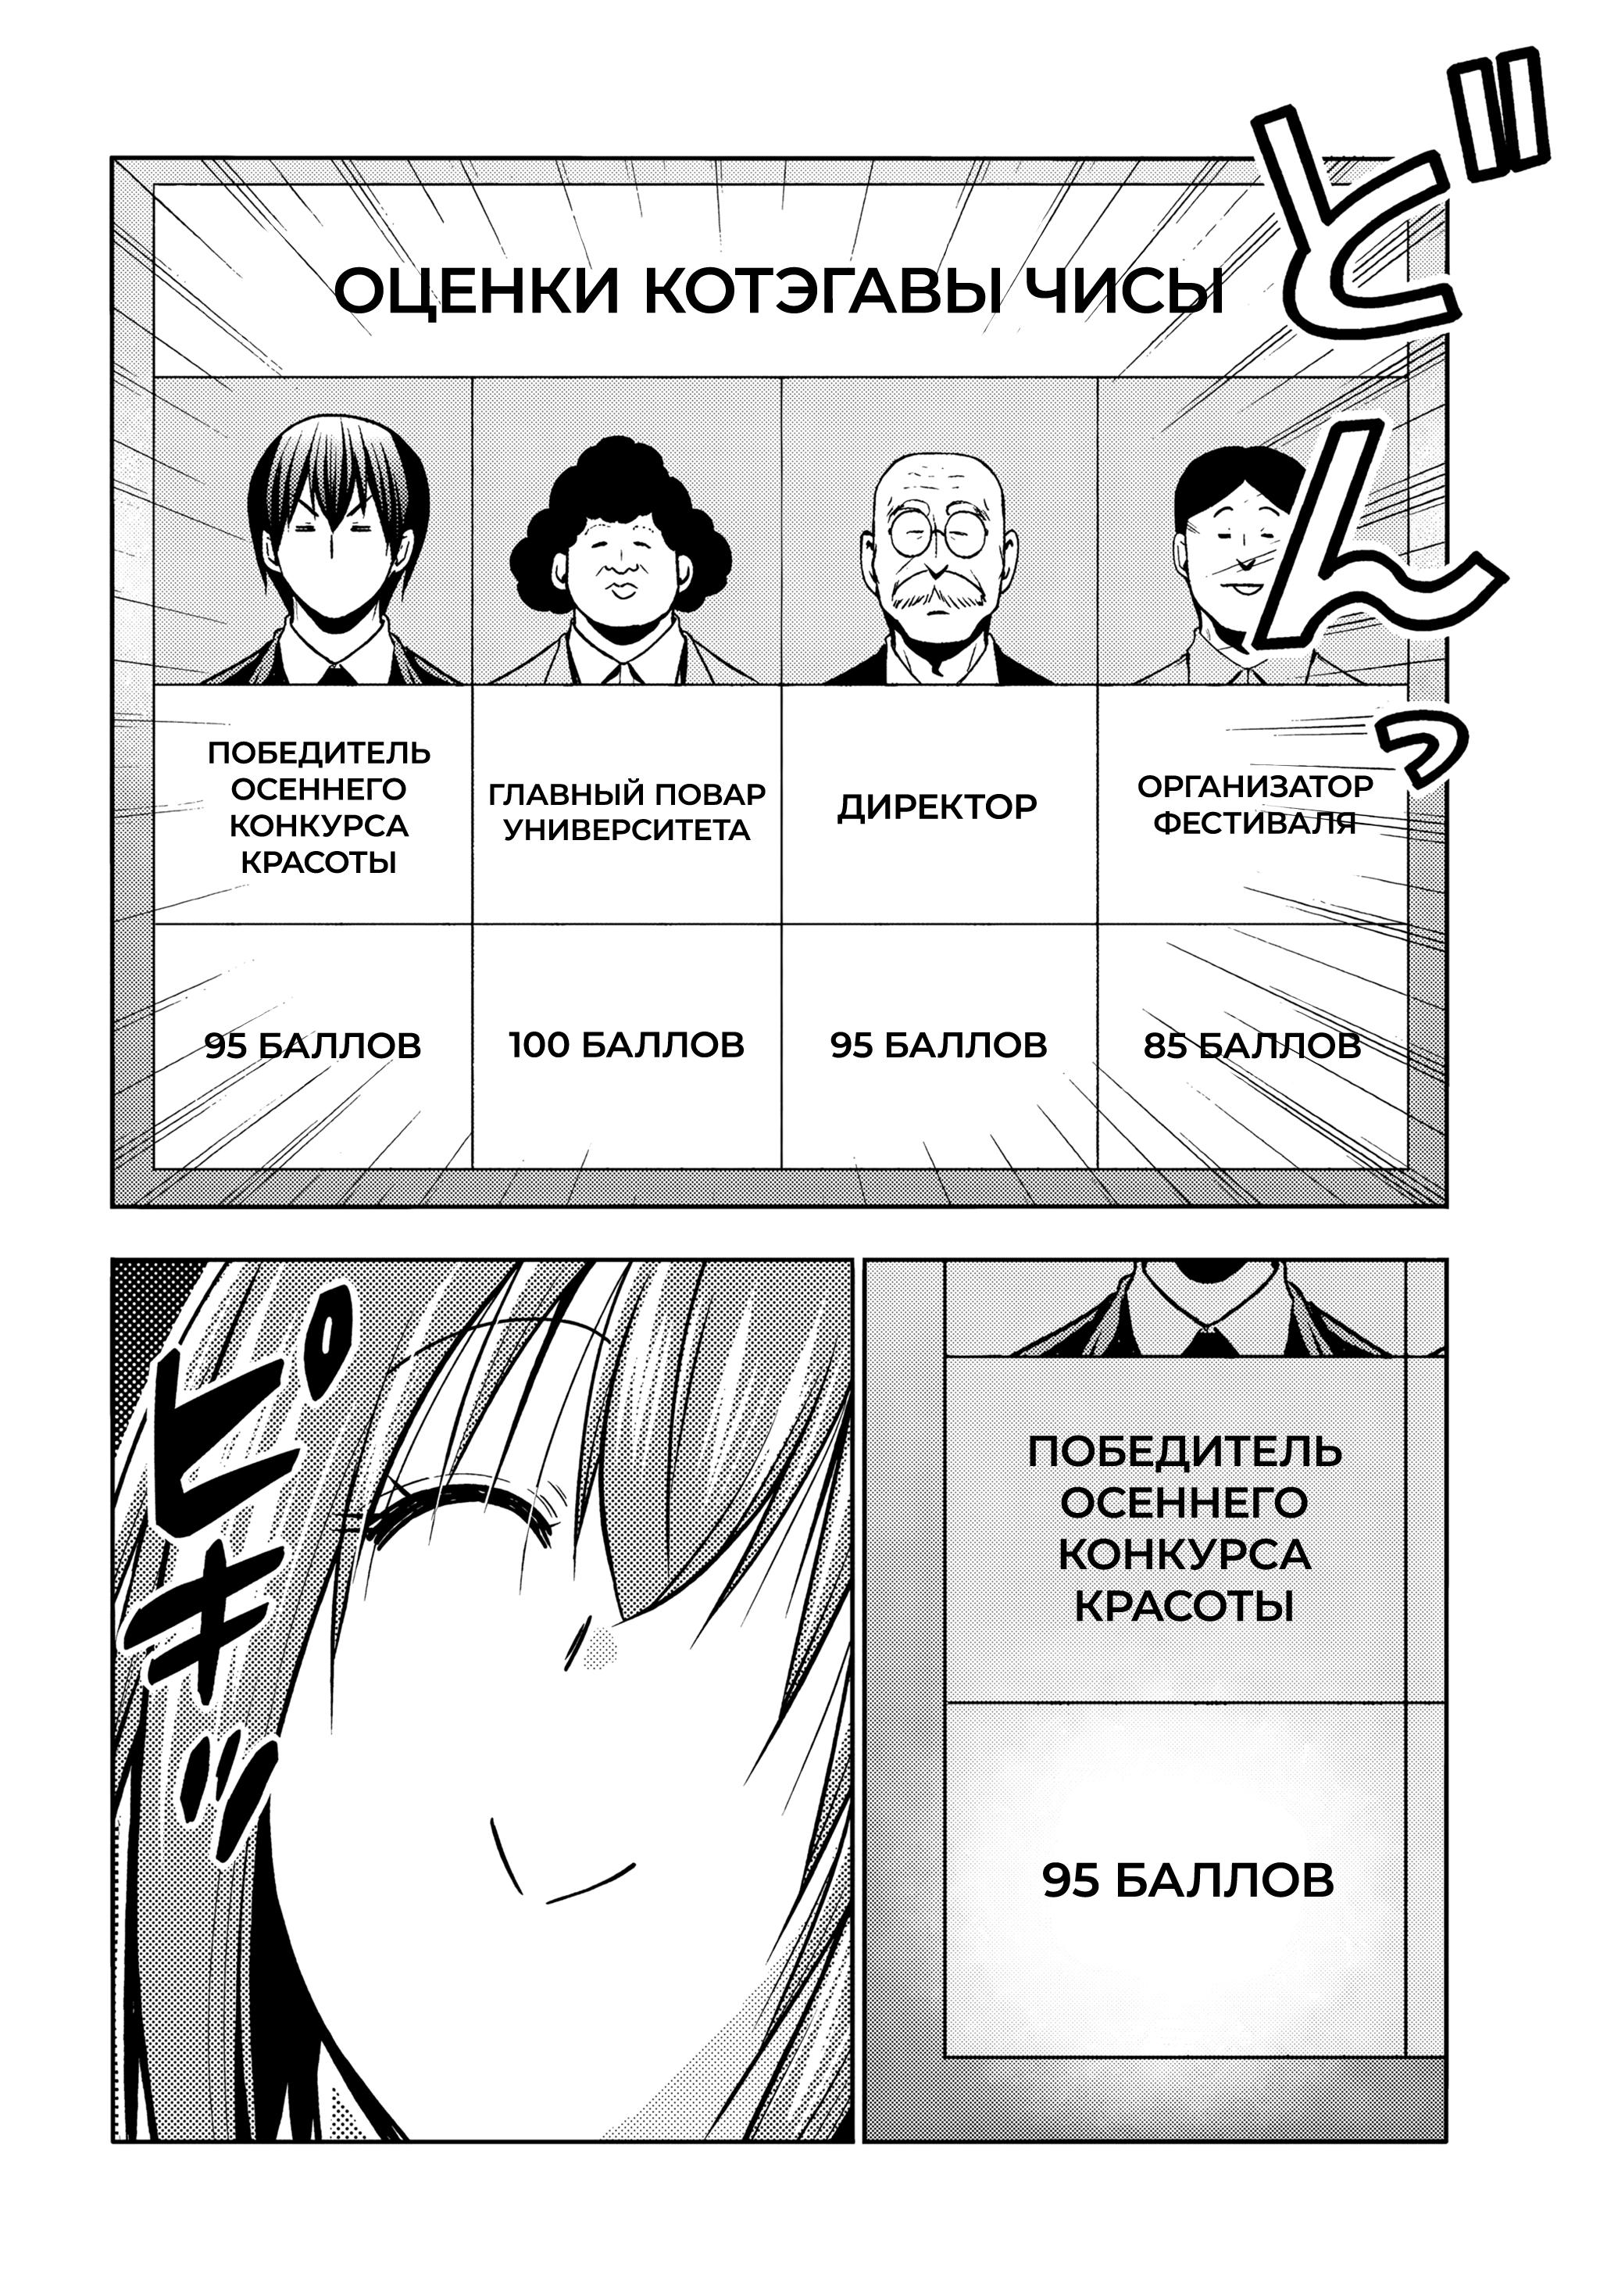 どんっ
ОЦЕНКИ КОТЭГАВЫ ЧИСЫ
ПОБЕДИТЕЛЬ
ОСЕННЕГО
КОНКУРСА
КРАСОТЫ
ГЛАВНЫЙ ПОВАР
УНИВЕРСИТЕТА
ДИРЕКТОР
ОРГАНИЗАТОР
ФЕСТИВАЛЯ
95 БАЛЛОВ
100 БАЛЛОВ
95 БАЛЛОВ
85 БАЛЛОВ
ПОБЕДИТЕЛЬ
ОСЕННЕГО
КОНКУРСА
КРАСОТЫ
95 БАЛЛОВ
ピキッ